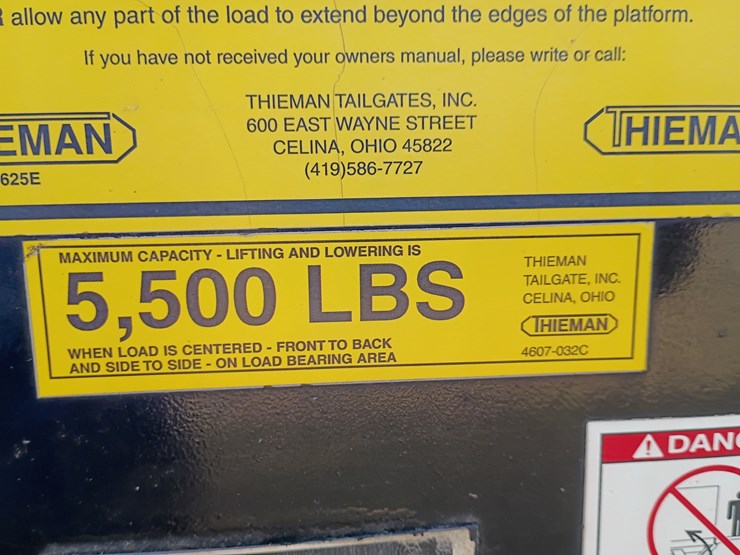 allow any part of the load to extend beyond the edges of the platform.
If you have not received your owners manual, please write or call:
THIEMAN TAILGATES, INC.
600 EAST WAYNE STREET
CELINA, OHIO 45822
(419)586-7727
EMAN
THIEMA
625E
MAXIMUM CAPACITY - LIFTING AND LOWERING IS
5,500 LBS
WHEN LOAD IS CENTERED - FRONT TO BACK
AND SIDE TO SIDE - ON LOAD BEARING AREA
THIEMAN
TAILGATE, INC.
CELINA, OHIO
THIEMAN
4607-032C
DANG